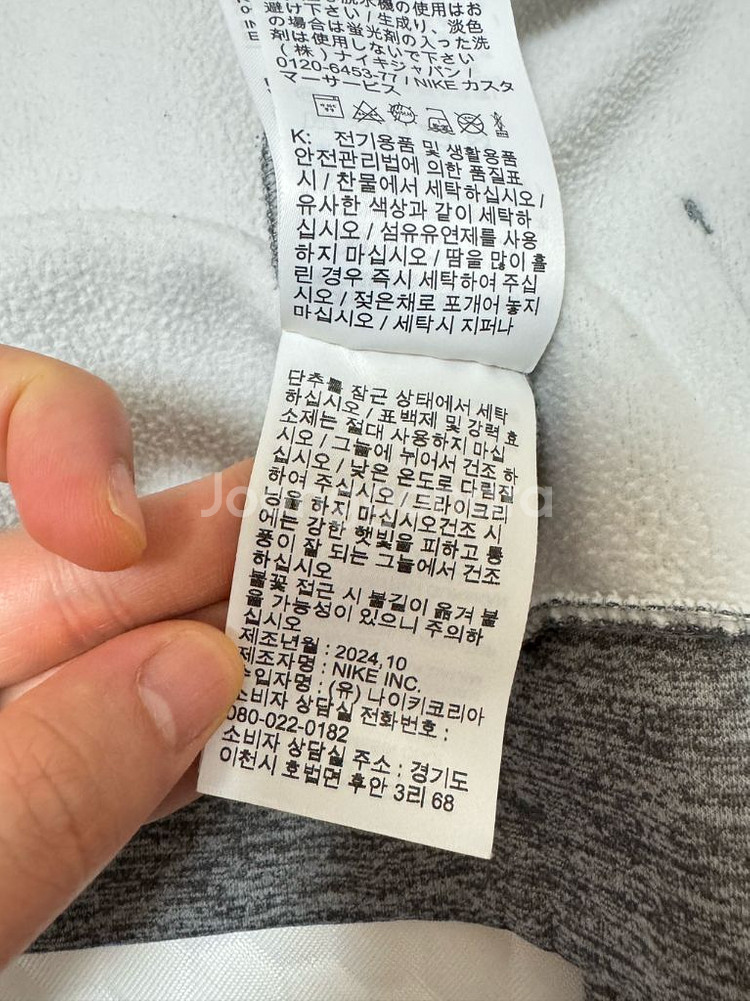 脱水機の使用はお
避け下さい / 生成り、淡色
の場合は蛍光剤の入った洗
剤は使用しないで下さい
(株) ナイキジャパン /
0120-6453-77 / NIKE カスタ
マーサービス
K: 전기용품 및 생활용품
안전관리법에 의한 품질표
시 / 찬물에서 세탁하십시오 /
유사한 색상과 같이 세탁하
십시오 / 섬유유연제를 사용
하지 마십시오 / 땀을 많이 흘
린 경우 즉시 세탁하여 주십
시오 / 젖은채로 포개어 놓지
마십시오 / 세탁시 지퍼나
단추를 잠근 상태에서 세탁
하십시오 / 표백제 및 강력 효
소제는 절대 사용하지 마십
시오 / 그늘에 뉘어서 건조 하
십시오 / 낮은 온도로 다림질
하여 주십시오 / 드라이크리
닝을 하지 마십시오건조 시
에는 강한 햇빛을 피하고 통
풍이 잘 되는 그늘에서 건조
하십시오
불꽃 접근 시 불길이 옮겨 붙
을 가능성이 있으니 주의하
십시오
제조년월 : 2024.10
제조자명 : NIKE INC.
수입자명 : (유) 나이키코리아
소비자 상담실 전화번호 :
080-022-0182
소비자 상담실 주소 : 경기도
이천시 호법면 후안 3리 68